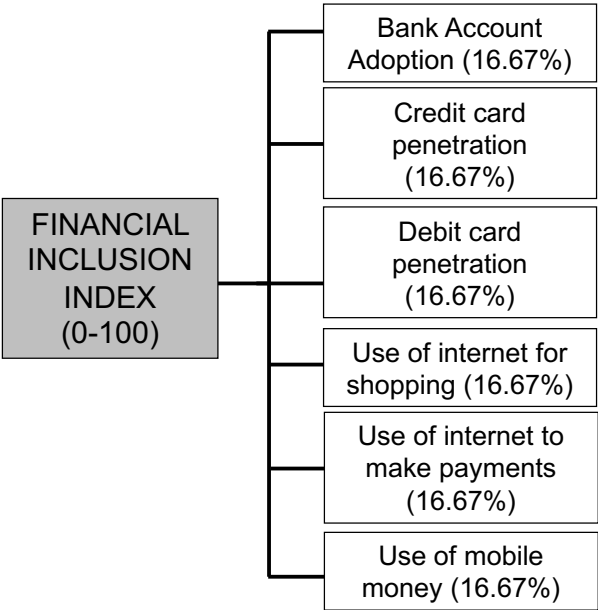 Bank Account
Adoption (16.67%)
Credit card
penetration
(16.67%)
FINANCIAL
INCLUSION
INDEX
(0-100)
Debit card
penetration
(16.67%)
Use of internet for
shopping (16.67%)
Use of internet to
make payments
(16.67%)
Use of mobile
money (16.67%)